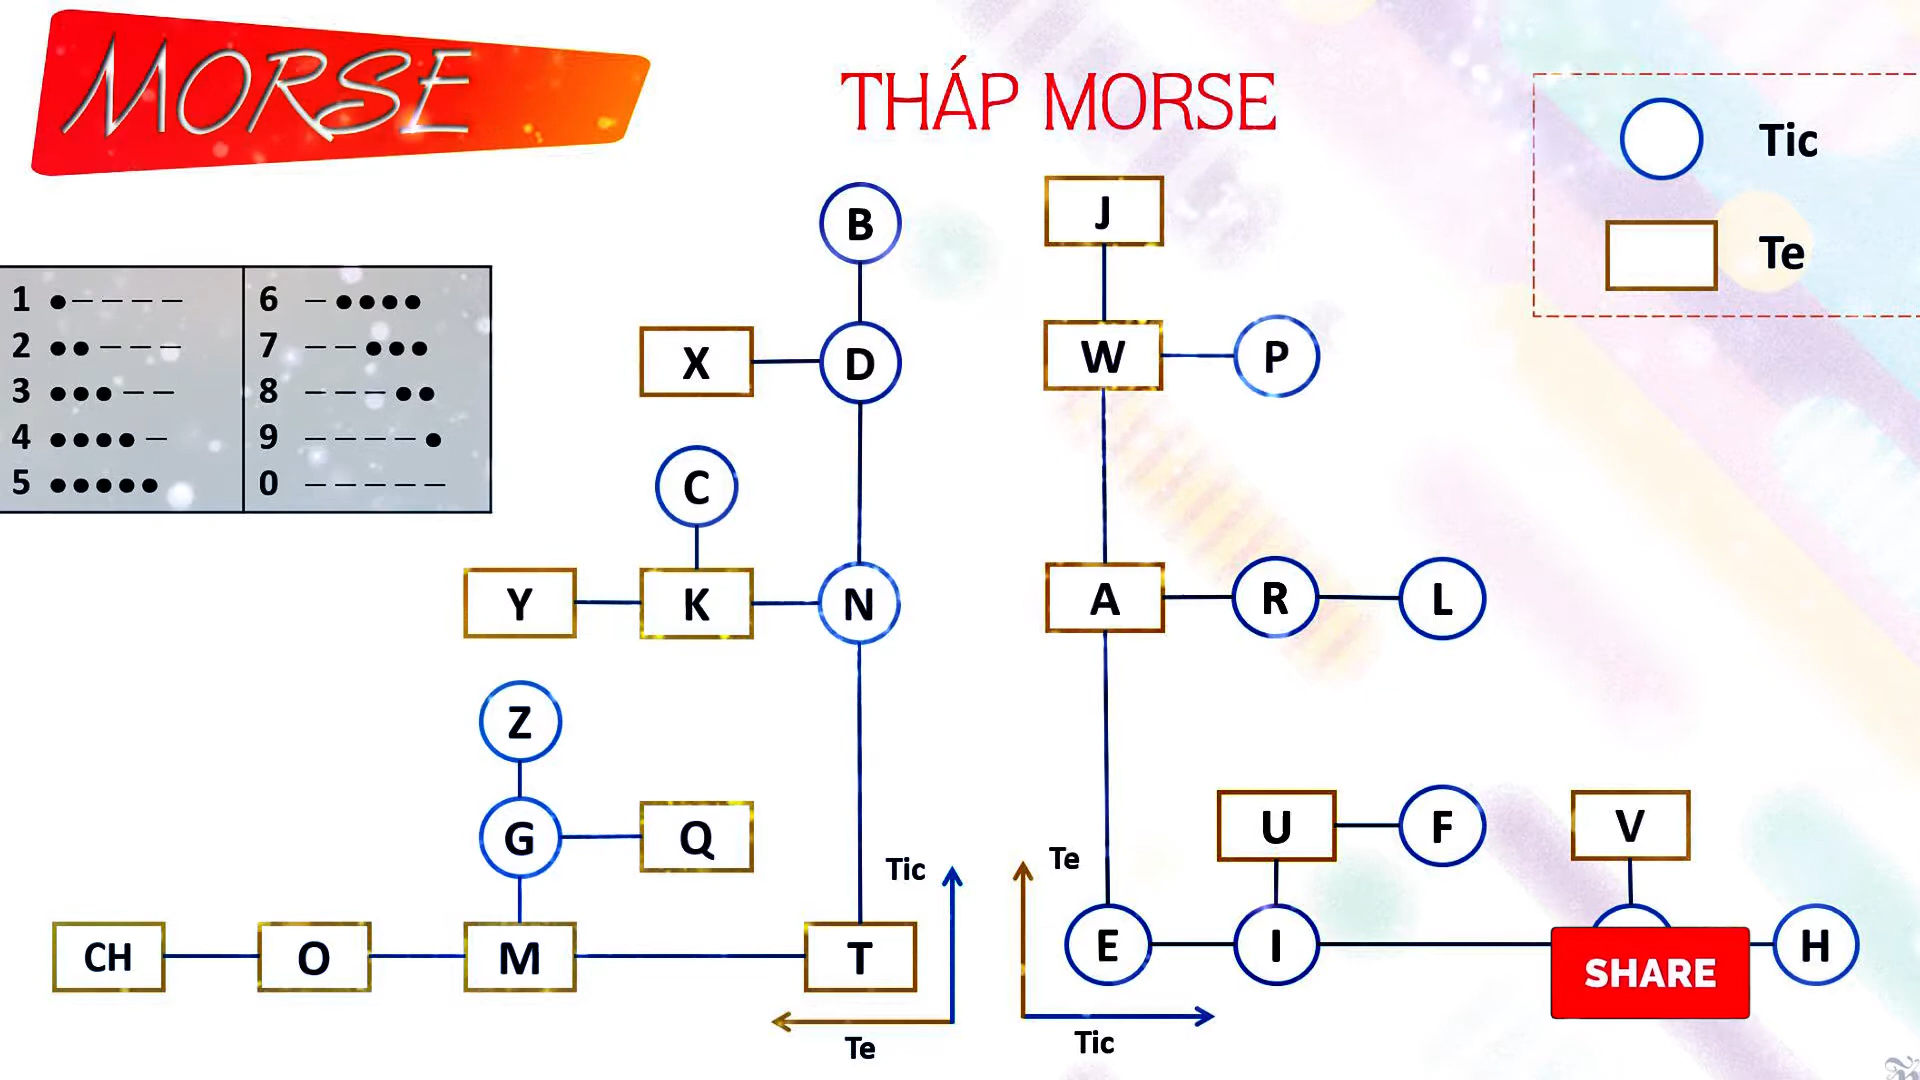 MORSE
THÁP MORSE
Tic
Te
1 ●– – – –
2 ●●– – –
3 ●●●– –
4 ●●●●–
5 ●●●●●
6 –●●●●
7 – –●●●
8 – – –●●
9 – – – –●
0 – – – – –
B
J
X
D
W
P
C
Y
K
N
A
R
L
Z
G
Q
U
F
V
Tic
Te
CH
O
M
T
E
I
SHARE
H
Te
Tic